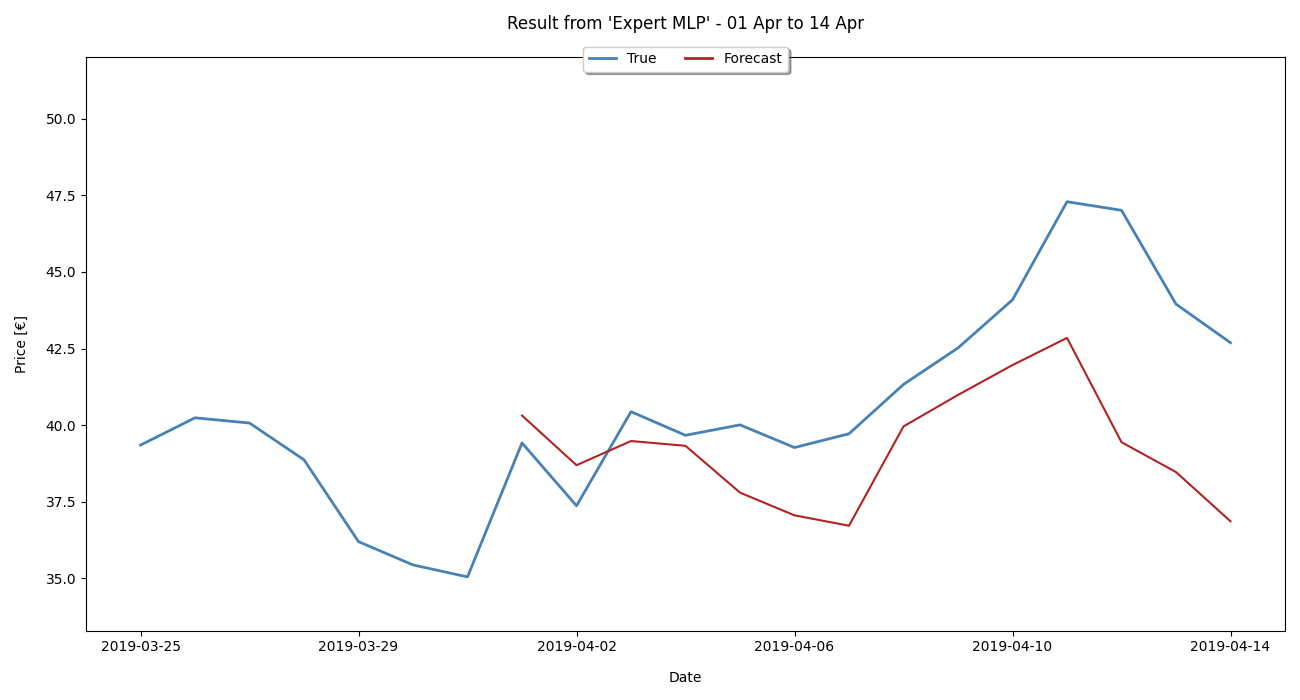 Result from 'Expert MLP' - 01 Apr to 14 Apr
True
Forecast
50.0
47.5
45.0
42.5
40.0
37.5
35.0
Price [€]
2019-03-25
2019-03-29
2019-04-02
2019-04-06
2019-04-10
2019-04-14
Date